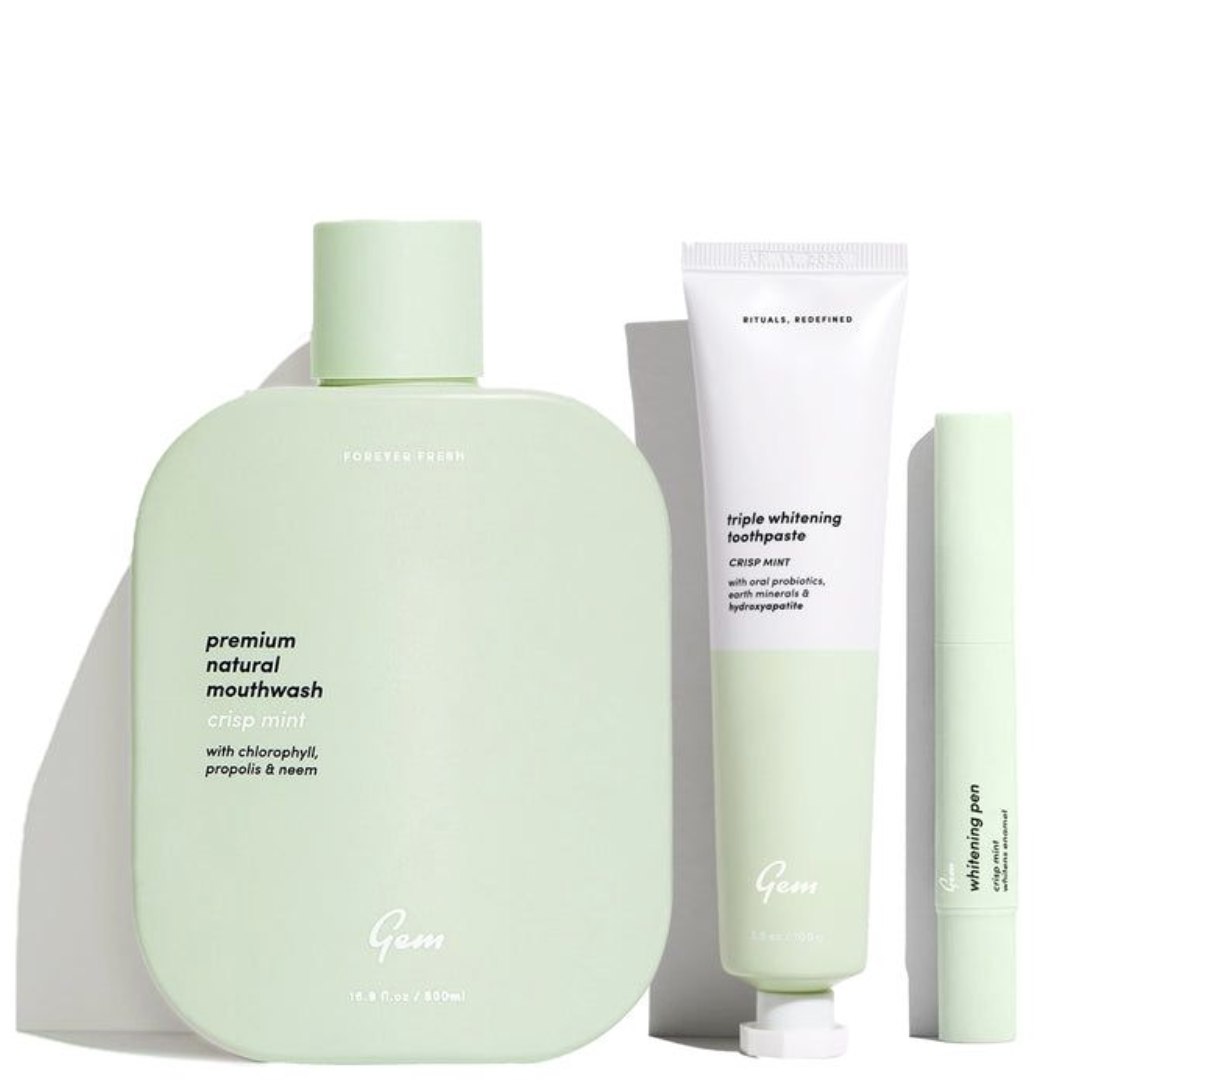 FOREVER FRESH
premium
natural
mouthwash
crisp mint
with chlorophyll,
propolis & neem
Gem
16.9 fl.oz / 500ml
RITUALS, REDEFINED
triple whitening
toothpaste
CRISP MINT
with oral probiotics,
earth minerals &
hydroxyapatite
Gem
Gem
whitening pen
crisp mint
whitens enamel